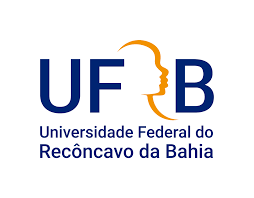 UFRB
Universidade Federal do
Recôncavo da Bahia